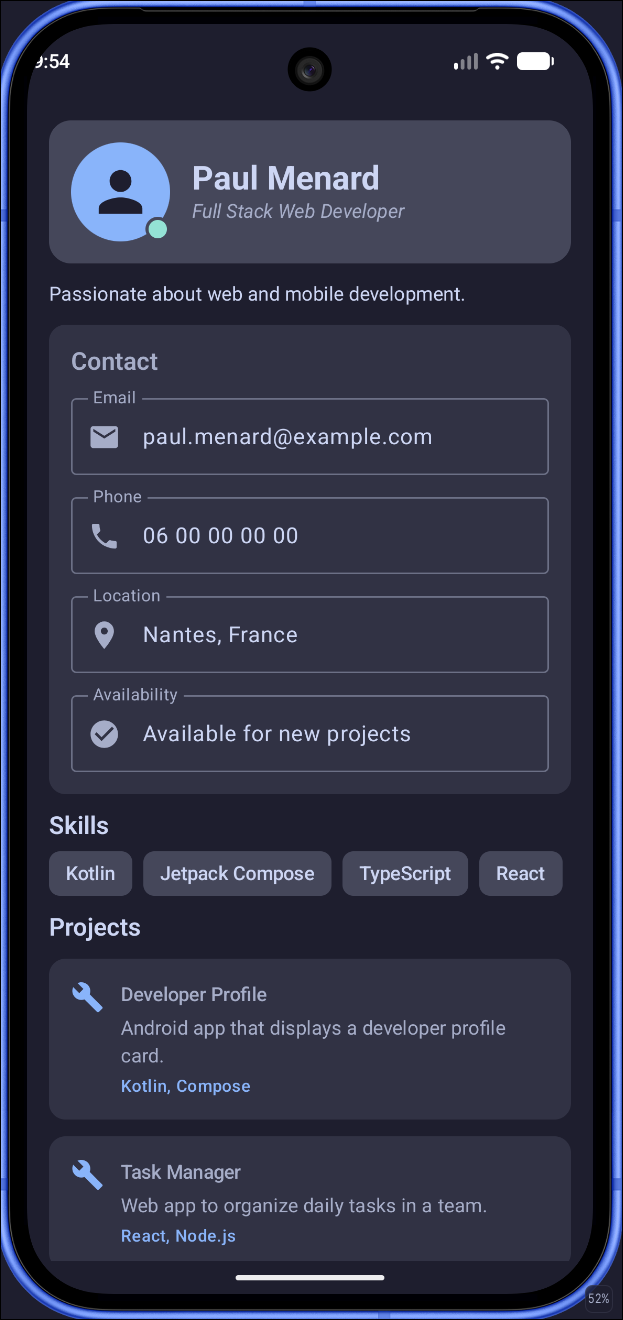 9:54
Paul Menard
Full Stack Web Developer
Passionate about web and mobile development.
Contact
Email
paul.menard@example.com
Phone
06 00 00 00 00
Location
Nantes, France
Availability
Available for new projects
Skills
Kotlin
Jetpack Compose
TypeScript
React
Projects
Developer Profile
Android app that displays a developer profile
card.
Kotlin, Compose
Task Manager
Web app to organize daily tasks in a team.
React, Node.js
52%